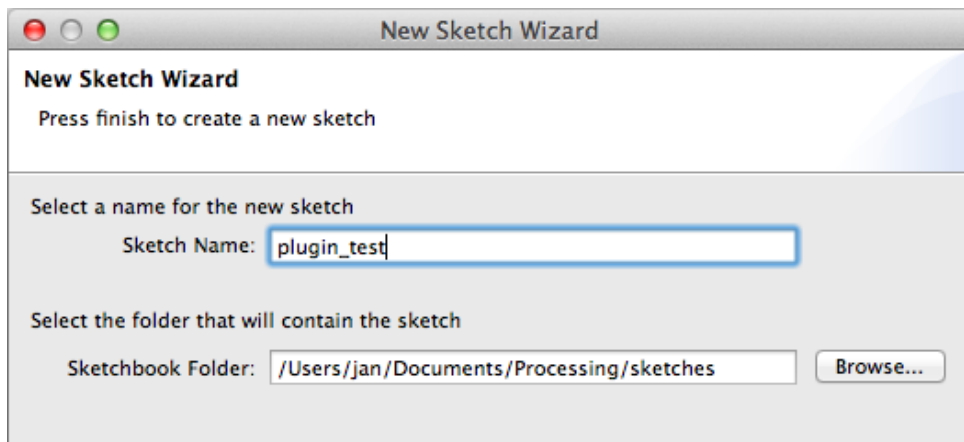 New Sketch Wizard
New Sketch Wizard
Press finish to create a new sketch
Select a name for the new sketch
Sketch Name: plugin_test
Select the folder that will contain the sketch
Sketchbook Folder: /Users/jan/Documents/Processing/sketches Browse...